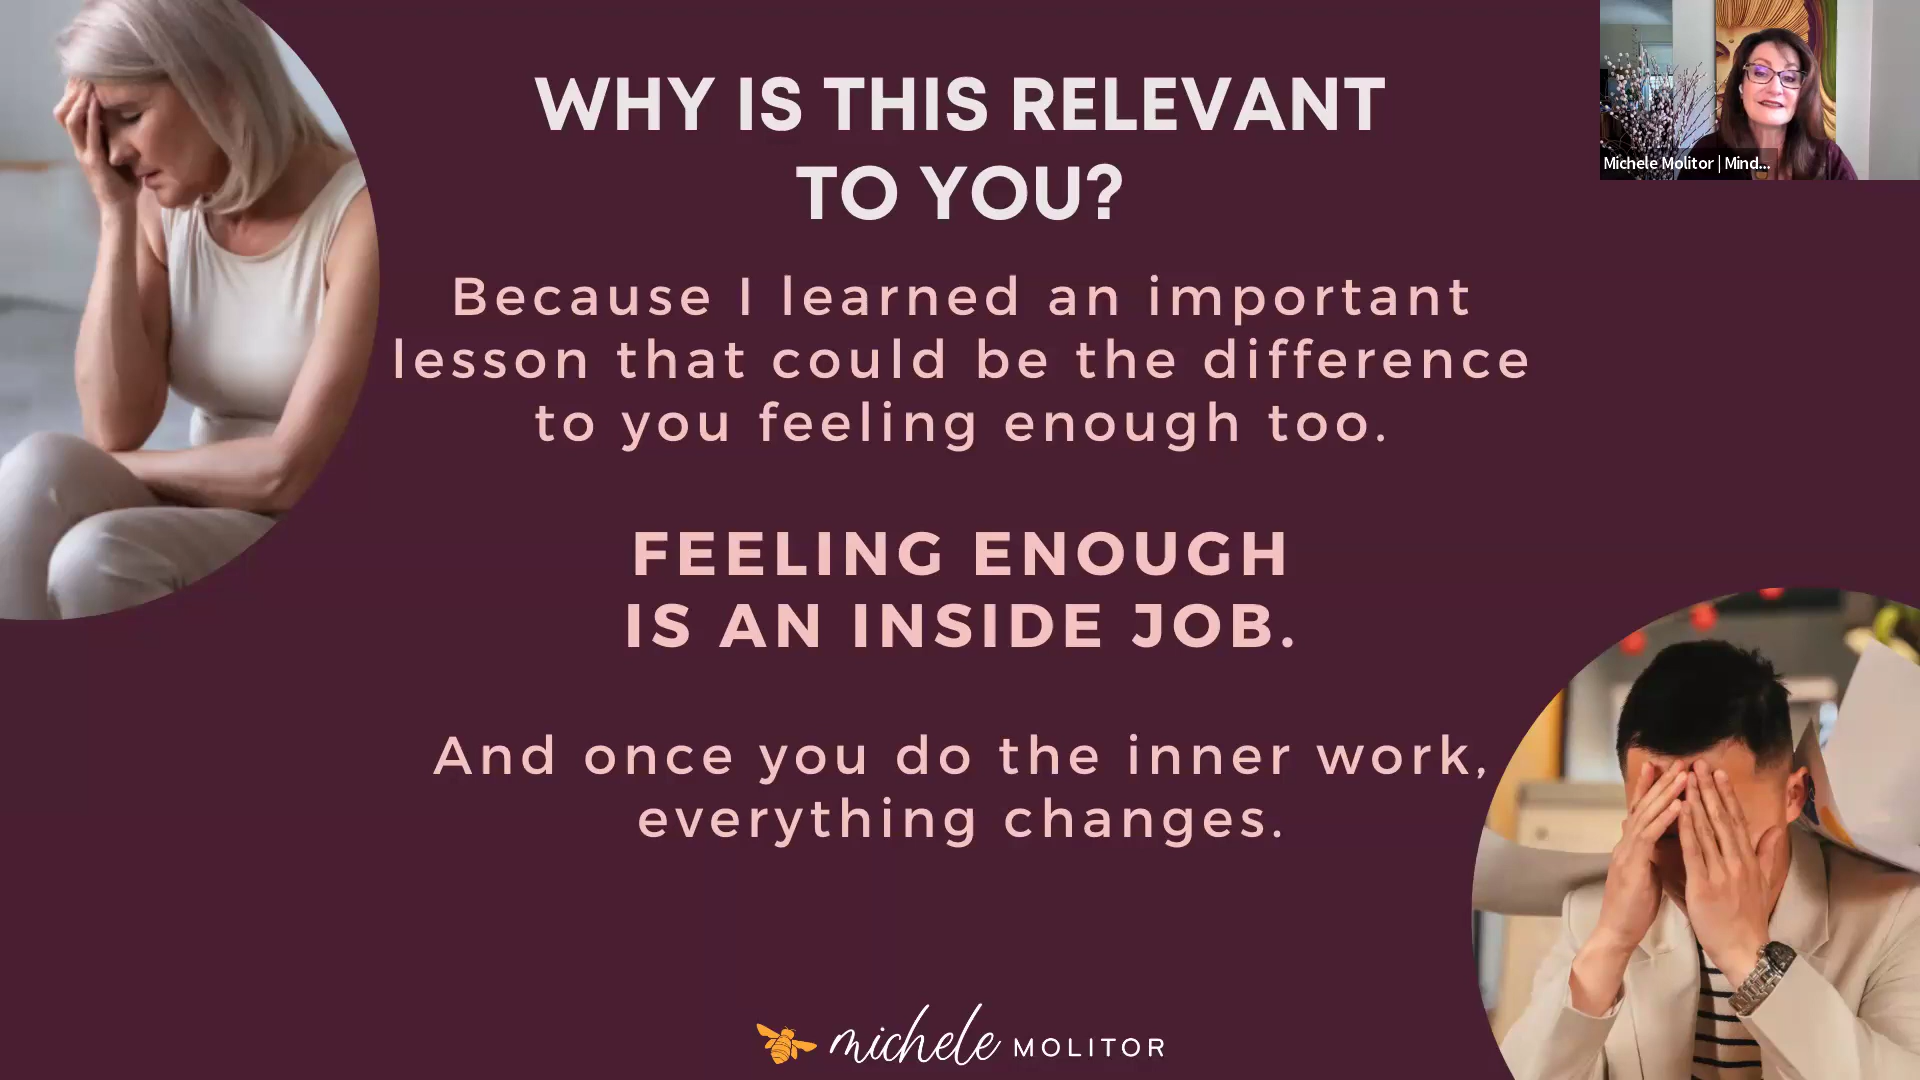 WHY IS THIS RELEVANT
TO YOU?
Michele Molitor | Mind...
Because I learned an important
lesson that could be the difference
to you feeling enough too.
FEELING ENOUGH
IS AN INSIDE JOB.
And once you do the inner work,
everything changes.
michele MOLITOR